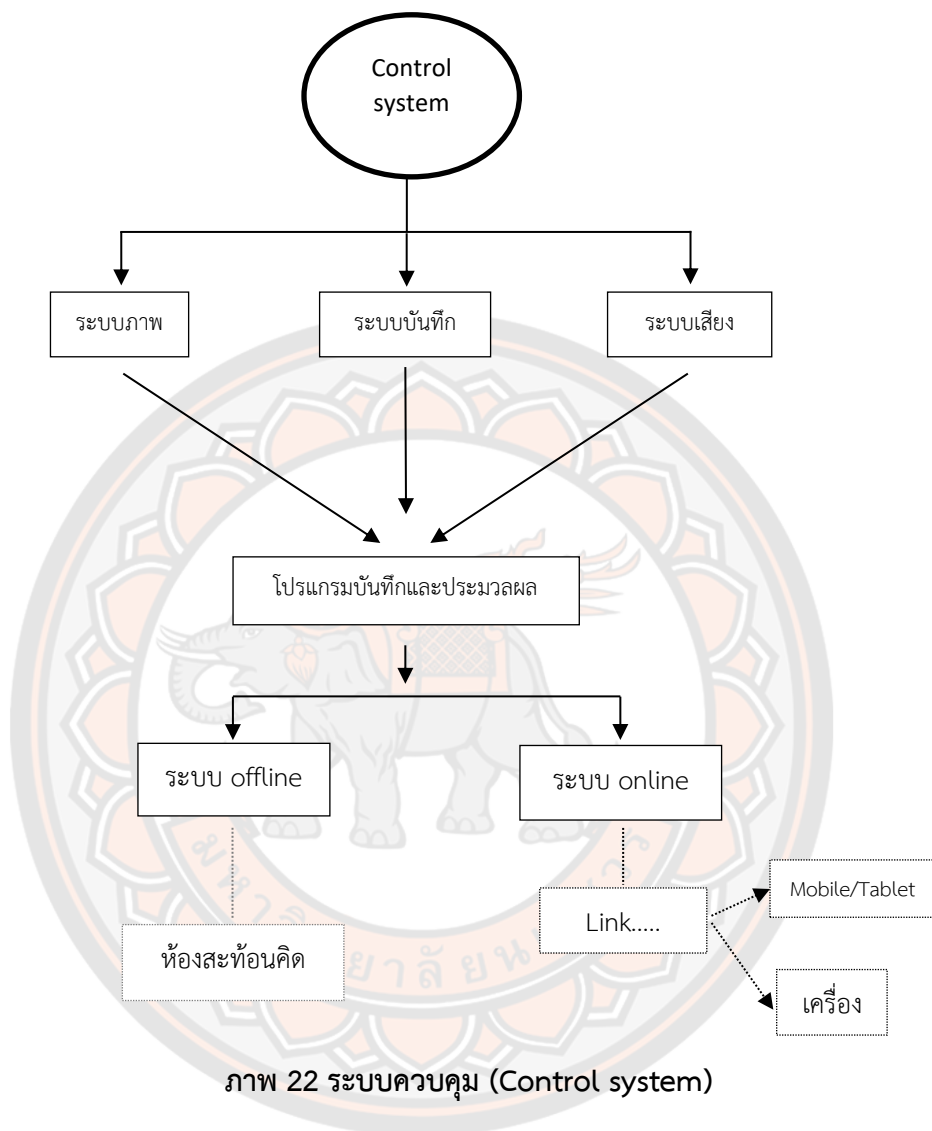 Control
system
ระบบภาพ
ระบบบันทึก
ระบบเสียง
โปรแกรมบันทึกและประมวลผล
ระบบ offline
ระบบ online
Mobile/Tablet
Link.....
ห้องสะท้อนคิด
เครื่อง
ภาพ 22 ระบบควบคุม (Control system)